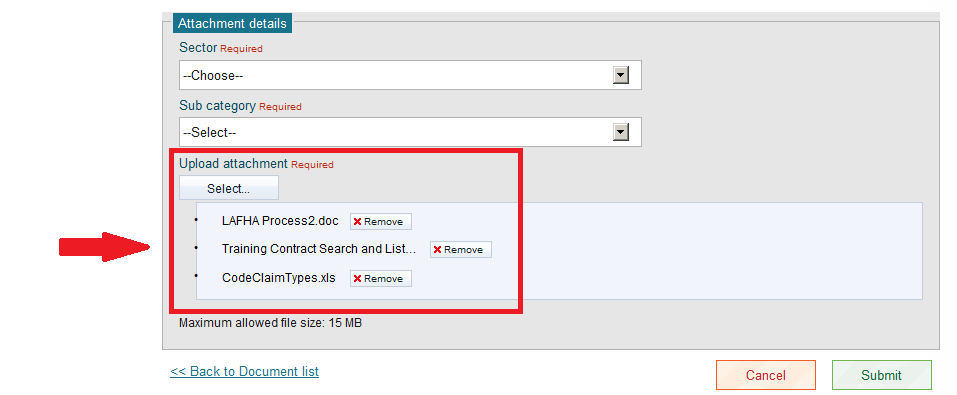 Attachment details
Sector Required
--Choose--
Sub category Required
--Select--
Upload attachment Required
Select...
• LAFHA Process2.doc Remove
• Training Contract Search and List... Remove
• CodeClaimTypes.xls Remove
Maximum allowed file size: 15 MB
<< Back to Document list Cancel Submit